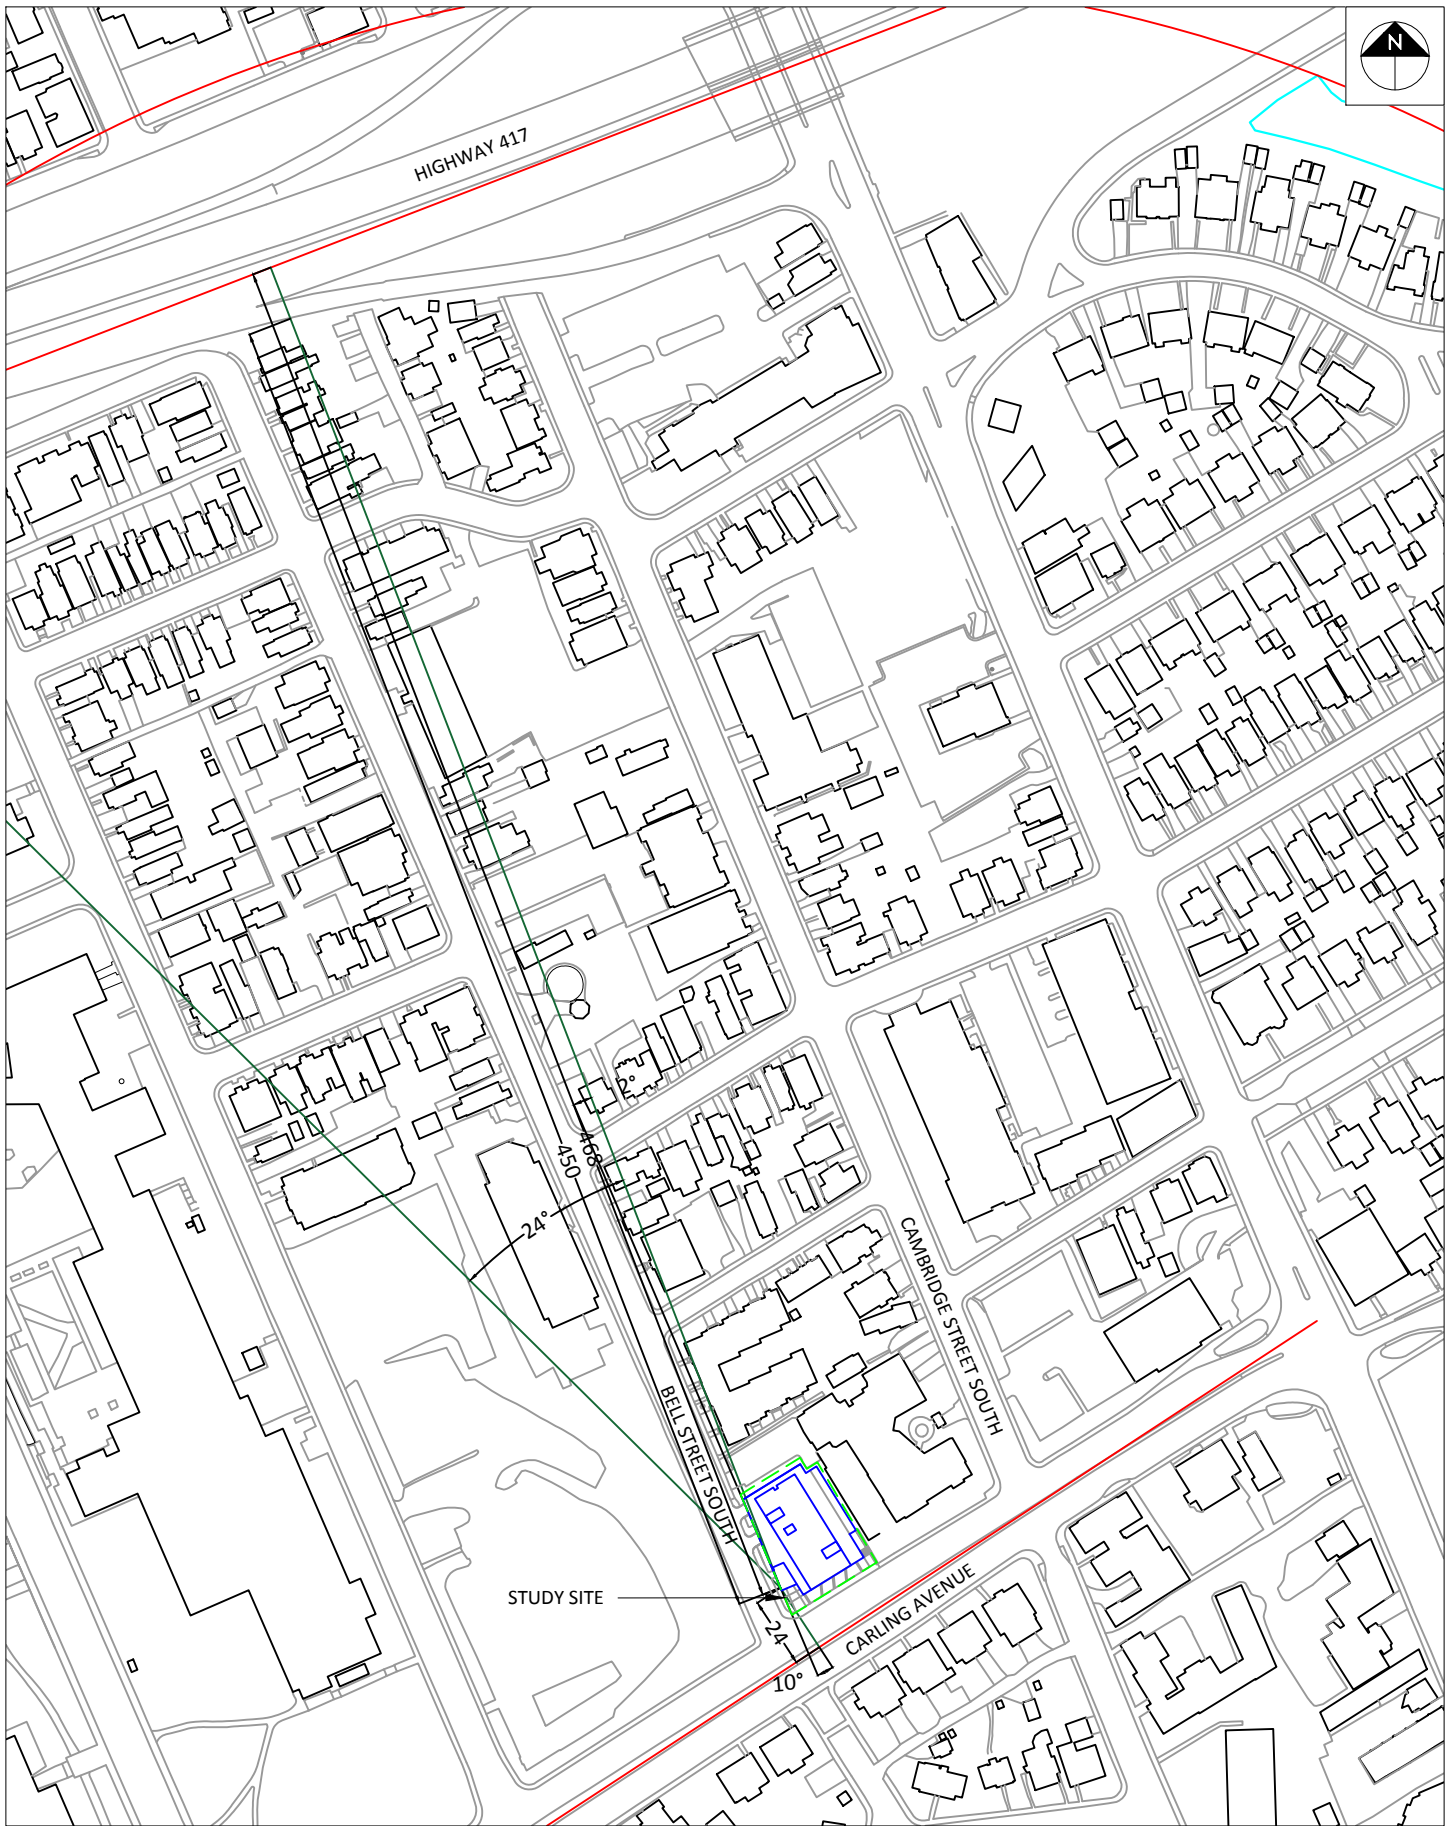 N
HIGHWAY 417
2°
468
450
24°
CAMBRIDGE STREET SOUTH
BELL STREET SOUTH
STUDY SITE
CARLING AVENUE
24
10°